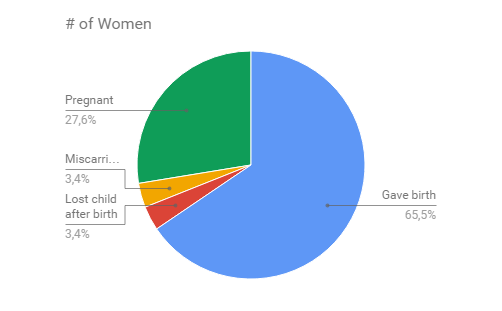 # of Women
Pregnant
27,6%
Miscarri...
3,4%
Lost child
after birth
3,4%
Gave birth
65,5%